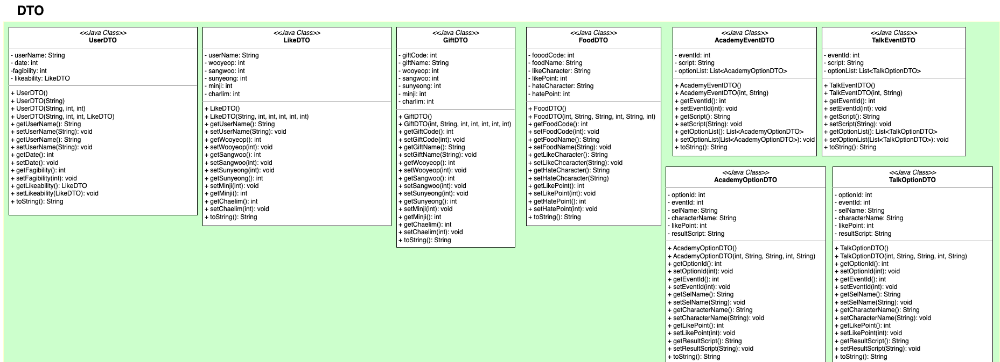 DTO
<<Java Class>>
UserDTO
- userName: String
- date: int
-fagibility: int
- likeability: LikeDTO
+ UserDTO()
+ UserDTO(String)
+ UserDTO(String, int, int)
+ UserDTO(String, int, int, LikeDTO)
+ getUserName(): String
+ setUserName(String): void
+ getUserName(): String
+ setUserName(String): void
+ getDate(): int
+ setDate(): void
+ getFagibility(): int
+ setFagibility(int): void
+ getLikeability(): LikeDTO
+ setLikeability(LikeDTO): void
+ toString(): String
<<Java Class>>
LikeDTO
- userName: String
- wooyeop: int
- sangwoo: int
- sunyeong: int
- minji: int
- charlim: int
+ LikeDTO()
+ LikeDTO(String, int, int, int, int, int)
+ getUserName(): String
+ setUserName(String): void
+ getWooyeop(): int
+ setWooyeop(int): void
+ getSangwoo(): int
+ setSangwoo(int): void
+ setSunyeong(int): void
+ getSunyeong(): int
+ setMinji(int): void
+ getMinji(): int
+ getChaelim(): int
+ setChaelim(int): void
+ toString(): String
<<Java Class>>
GiftDTO
- giftCode: int
- giftName: String
- wooyeop: int
- sangwoo: int
- sunyeong: int
- minji: int
- charlim: int
+ GiftDTO()
+ GiftDTO(int, String, int, int, int, int, int)
+ getGiftCode(): int
+ setGiftCode(int): void
+ getGiftName(): String
+ setGiftName(String): void
+ getWooyeop(): int
+ setWooyeop(int): void
+ getSangwoo(): int
+ setSangwoo(int): void
+ setSunyeong(int): void
+ getSunyeong(): int
+ setMinji(int): void
+ getMinji(): int
+ getChaelim(): int
+ setChaelim(int): void
+ toString(): String
<<Java Class>>
FoodDTO
- fooodCode: int
- foodName: String
- likeCharacter: String
- likePoint: int
- hateCharacter: String
- hatePoint: int
+ FoodDTO()
+ FoodDTO(int, String, String, int, String, int)
+ getFoodCode(): int
+ setFoodCode(int): void
+ getFoodName(): String
+ setFoodName(String): void
+ getLikeCharacter(): String
+ setLikeChcaracter(String): void
+ getHateCharacter(): String
+ setHateChcaracter(String)
+ getLikePoint(): int
+ setLikePoint(int): void
+ getHatePoint(): int
+ setHatePoint(int): void
+ toString(): String
<<Java Class>>
AcademyEventDTO
- eventId: int
- script: String
- optionList: List<AcademyOptionDTO>
+ AcademyEventDTO()
+ AcademyEventDTO(int, String)
+ getEventId(): int
+ setEventId(int): void
+ getScript(): String
+ setScript(String): void
+ getOptionList(): List<AcademyOptionDTO>
+ setOptionList(List<AcademyOptionDTO>): void
+ toString(): String
<<Java Class>>
TalkEventDTO
- eventId: int
- script: String
- optionList: List<TalkOptionDTO>
+ TalkEventDTO()
+ TalkEventDTO(int, String)
+ getEventId(): int
+ setEventId(int): void
+ getScript(): String
+ setScript(String): void
+ getOptionList(): List<TalkOptionDTO>
+ setOptionList(List<TalkOptionDTO>): void
+ toString(): String
<<Java Class>>
AcademyOptionDTO
- optionId: int
- eventId: int
- selName: String
- characterName: String
- likePoint: int
- resultScript: String
+ AcademyOptionDTO()
+ AcademyOptionDTO(int, String, String, int, String)
+ getOptionId(): int
+ setOptionId(int): void
+ getEventId(): int
+ setEventId(int): void
+ getSelName(): String
+ setSelName(String): void
+ getCharacterName(): String
+ setCharacterName(String): void
+ getLikePoint(): int
+ setLikePoint(int): void
+ getResultScript(): String
+ setResultScript(String): void
+ toString(): String
<<Java Class>>
TalkOptionDTO
- optionId: int
- eventId: int
- selName: String
- characterName: String
- likePoint: int
- resultScript: String
+ TalkOptionDTO()
+ TalkOptionDTO(int, String, String, int, String)
+ getOptionId(): int
+ setOptionId(int): void
+ getEventId(): int
+ setEventId(int): void
+ getSelName(): String
+ setSelName(String): void
+ getCharacterName(): String
+ setCharacterName(String): void
+ getLikePoint(): int
+ setLikePoint(int): void
+ getResultScript(): String
+ setResultScript(String): void
+ toString(): String